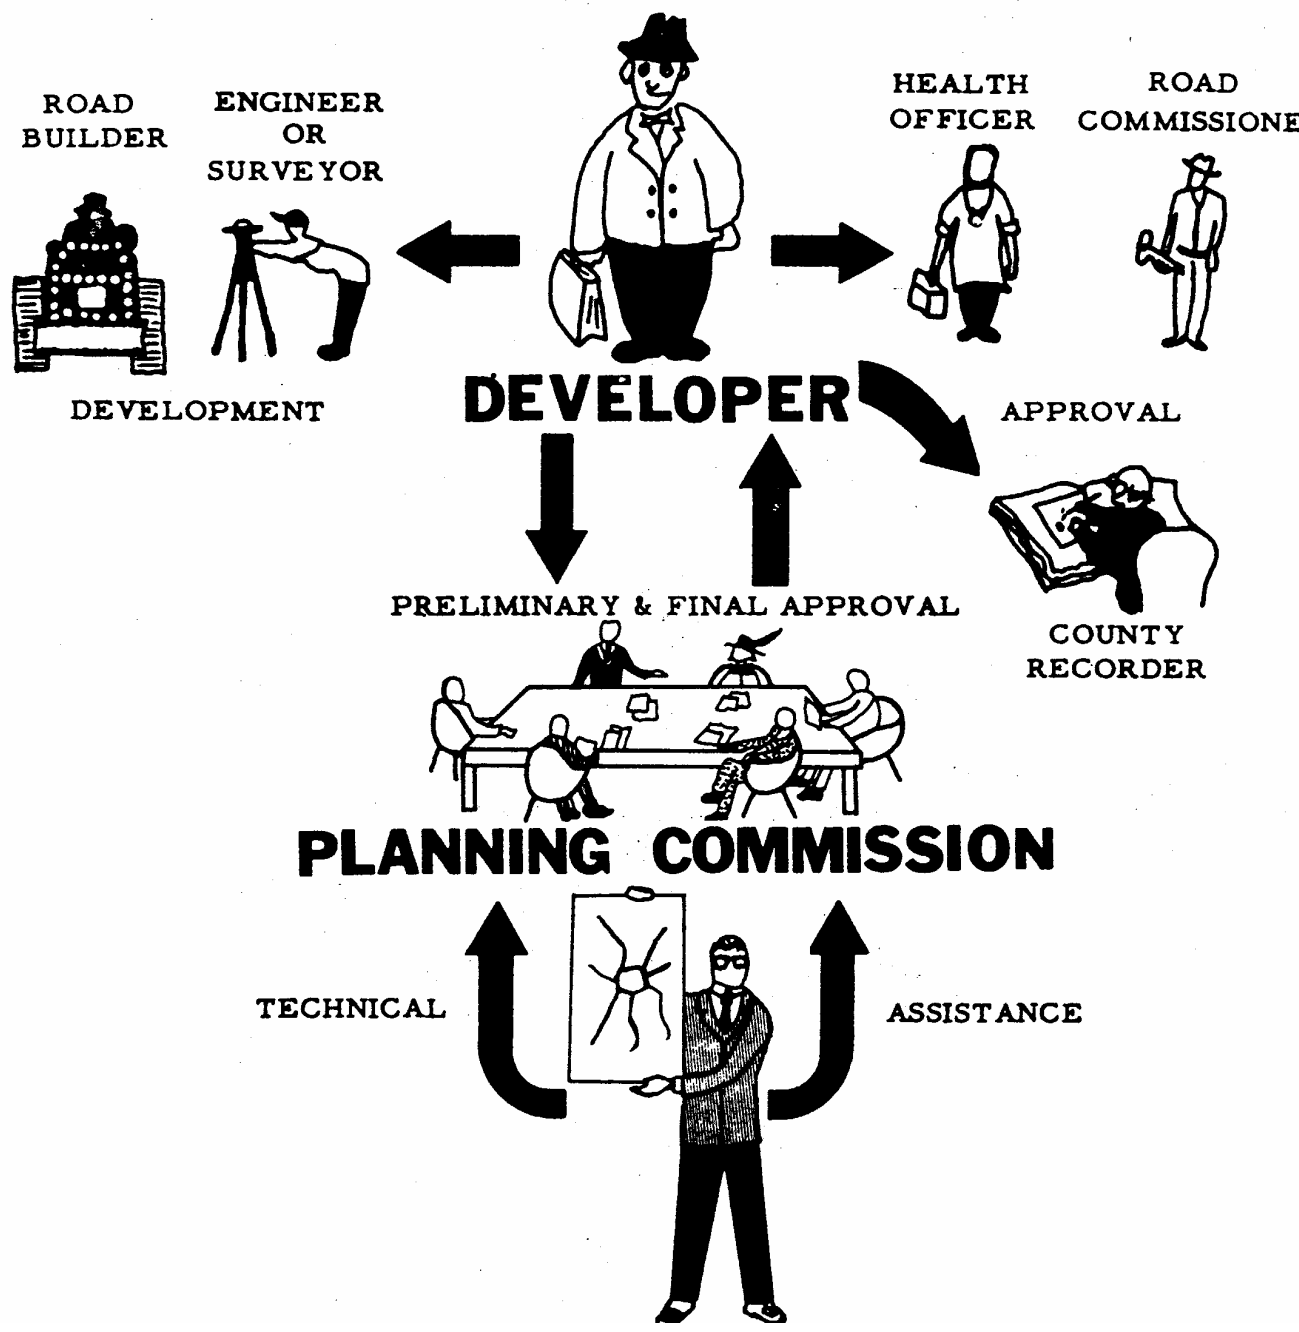 ROAD
BUILDER
ENGINEER
OR
SURVEYOR
HEALTH
OFFICER
ROAD
COMMISSIONE
DEVELOPMENT
DEVELOPER
APPROVAL
PRELIMINARY & FINAL APPROVAL
COUNTY
RECORDER
PLANNING COMMISSION
TECHNICAL
ASSISTANCE